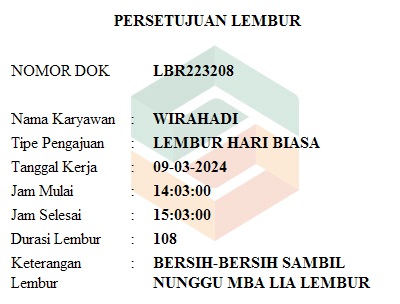 PERSETUJUAN LEMBUR
NOMOR DOK LBR223208
Nama Karyawan : WIRAHADI
Tipe Pengajuan : LEMBUR HARI BIASA
Tanggal Kerja : 09-03-2024
Jam Mulai : 14:03:00
Jam Selesai : 15:03:00
Durasi Lembur : 108
Keterangan : BERSIH-BERSIH SAMBIL
Lembur NUNGGU MBA LIA LEMBUR